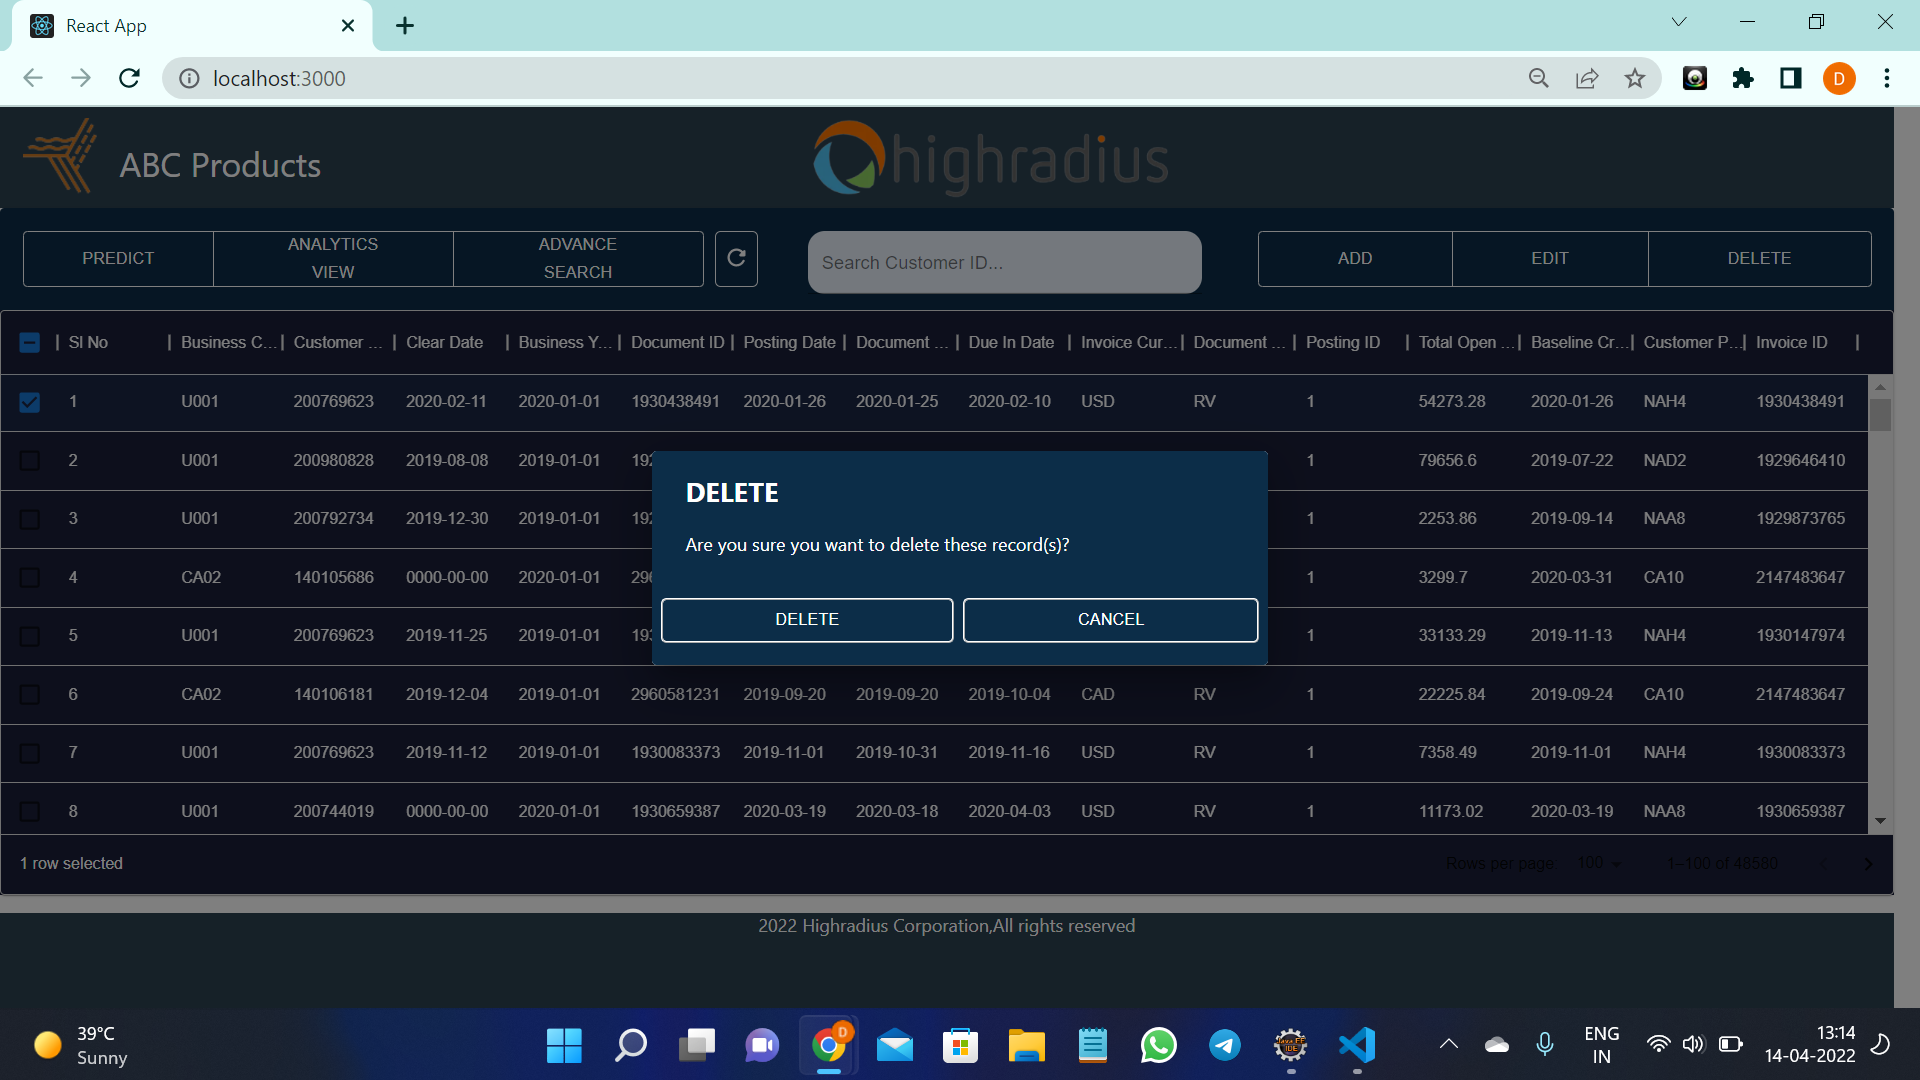 React App
localhost:3000
D
ABC Products
highradius
PREDICT
ANALYTICS
VIEW
ADVANCE
SEARCH
Search Customer ID...
ADD
EDIT
DELETE
Sl No | Business C... | Customer ... | Clear Date | Business Y... | Document ID | Posting Date | Document ... | Due In Date | Invoice Cur... | Document ... | Posting ID | Total Open ... | Baseline Cr... | Customer P... | Invoice ID
1 U001 200769623 2020-02-11 2020-01-01 1930438491 2020-01-26 2020-01-25 2020-02-10 USD RV 1 54273.28 2020-01-26 NAH4 1930438491
2 U001 200980828 2019-08-08 2019-01-01 192 1 79656.6 2019-07-22 NAD2 1929646410
3 U001 200792734 2019-12-30 2019-01-01 192 1 2253.86 2019-09-14 NAA8 1929873765
4 CA02 140105686 0000-00-00 2020-01-01 296 1 3299.7 2020-03-31 CA10 2147483647
5 U001 200769623 2019-11-25 2019-01-01 193 1 33133.29 2019-11-13 NAH4 1930147974
6 CA02 140106181 2019-12-04 2019-01-01 2960581231 2019-09-20 2019-09-20 2019-10-04 CAD RV 1 22225.84 2019-09-24 CA10 2147483647
7 U001 200769623 2019-11-12 2019-01-01 1930083373 2019-11-01 2019-10-31 2019-11-16 USD RV 1 7358.49 2019-11-01 NAH4 1930083373
8 U001 200744019 0000-00-00 2020-01-01 1930659387 2020-03-19 2020-03-18 2020-04-03 USD RV 1 11173.02 2020-03-19 NAA8 1930659387
DELETE
Are you sure you want to delete these record(s)?
DELETE
CANCEL
1 row selected
Rows per page 100 1–100 of 48580
2022 Highradius Corporation,All rights reserved
39°C
Sunny
D
ENG
IN
13:14
14-04-2022